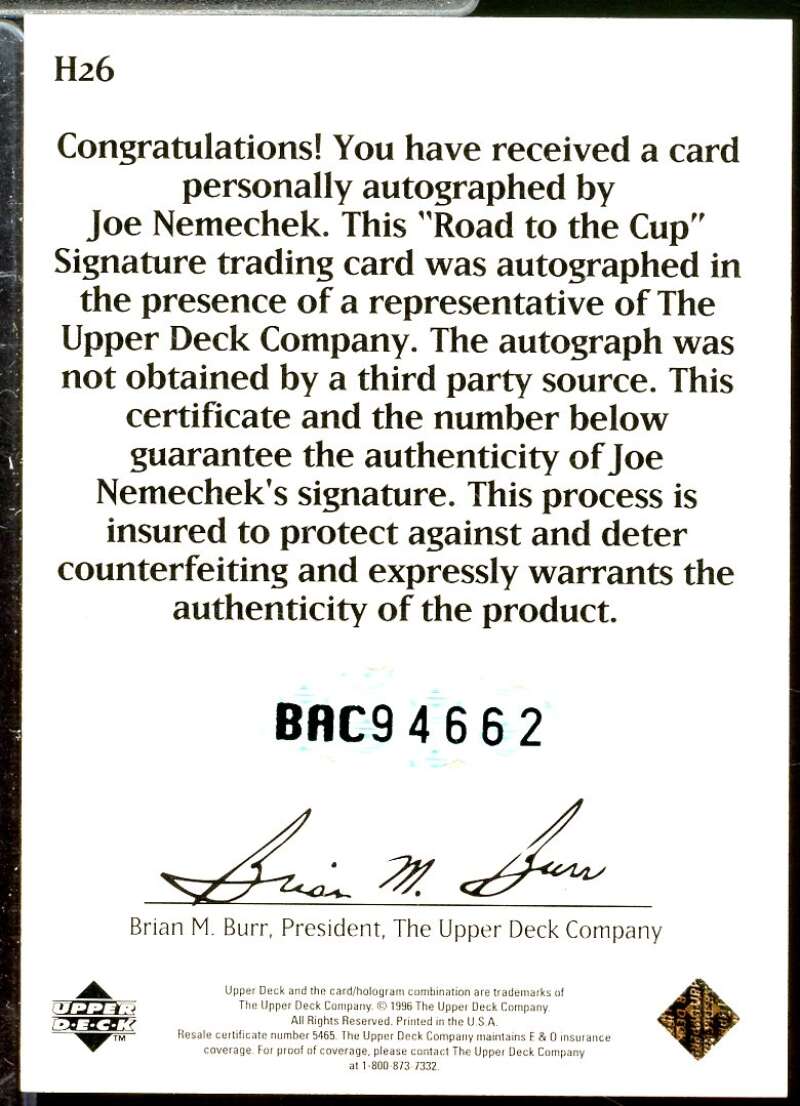 H26
Congratulations! You have received a card
personally autographed by
Joe Nemechek. This "Road to the Cup"
Signature trading card was autographed in
the presence of a representative of The
Upper Deck Company. The autograph was
not obtained by a third party source. This
certificate and the number below
guarantee the authenticity of Joe
Nemechek's signature. This process is
insured to protect against and deter
counterfeiting and expressly warrants the
authenticity of the product.
BAC94662
Brian M. Burr
Brian M. Burr, President, The Upper Deck Company
UPPER
D·E·C·K
TM
Upper Deck and the card/hologram combination are trademarks of
The Upper Deck Company. © 1996 The Upper Deck Company.
All Rights Reserved. Printed in the U.S.A.
Resale certificate number 5465. The Upper Deck Company maintains E & O insurance
coverage. For proof of coverage, please contact The Upper Deck Company
at 1-800-873-7332.